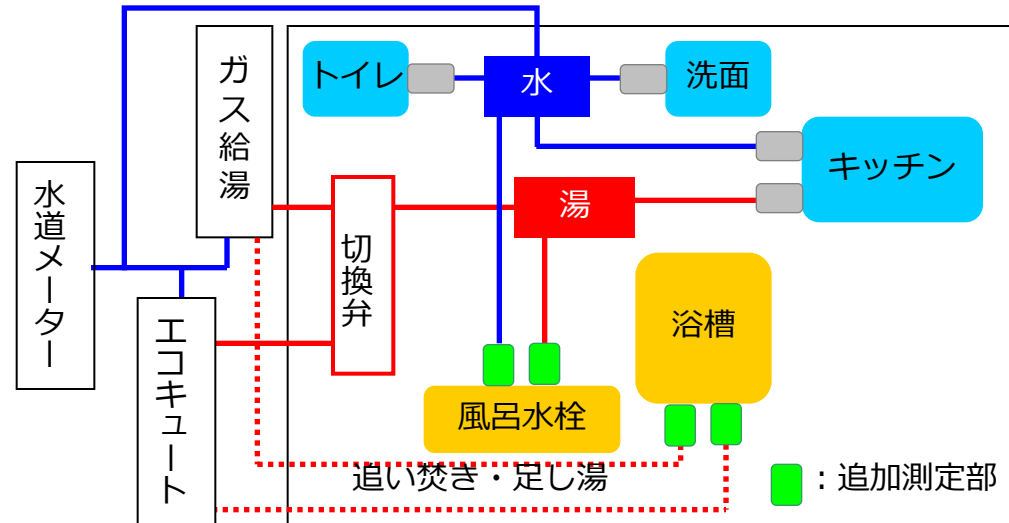 ガス給湯
トイレ
水
洗面
キッチン
水道メーター
切換弁
湯
エコキュート
浴槽
風呂水栓
追い焚き・足し湯
：追加測定部